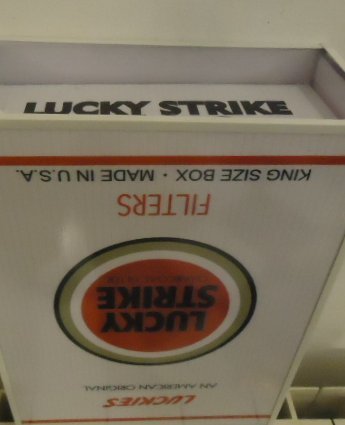 LUCKY STRIKE
LUCKIES
AN AMERICAN ORIGINAL
LUCKY
STRIKE
FILTERS
KING SIZE BOX · MADE IN U.S.A.